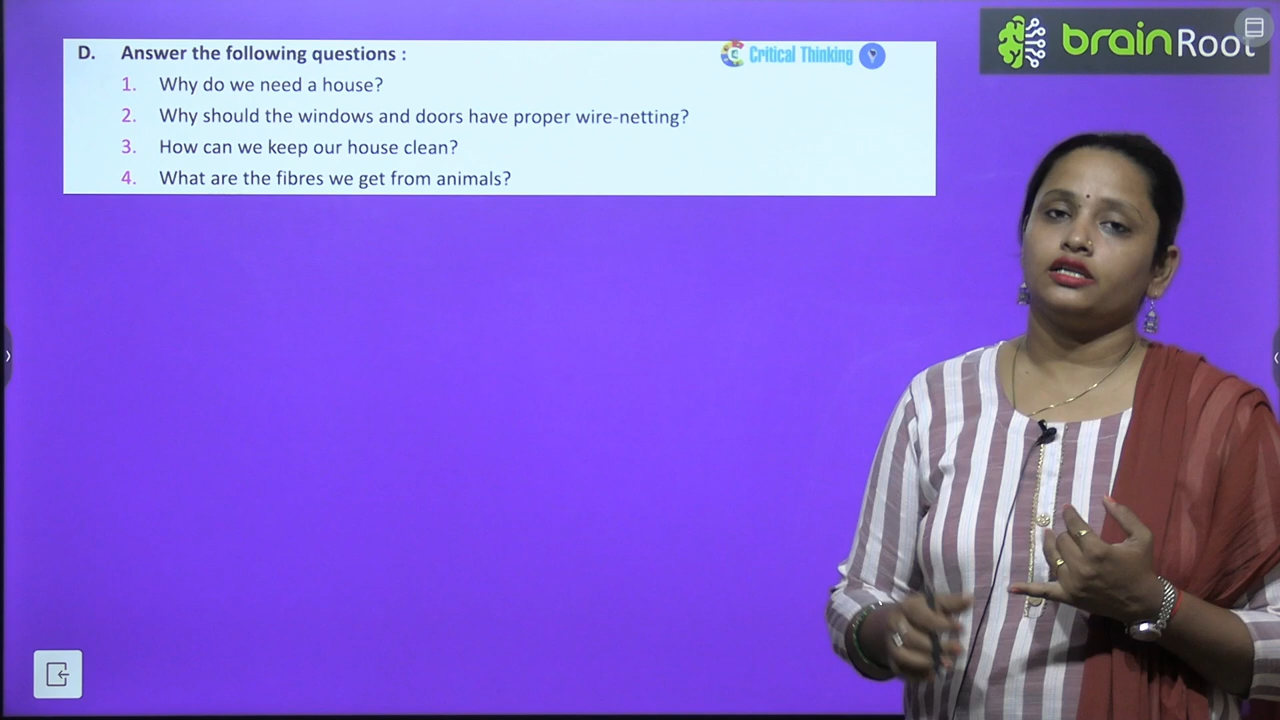 brainRoot
D. Answer the following questions :
Critical Thinking
1. Why do we need a house?
2. Why should the windows and doors have proper wire-netting?
3. How can we keep our house clean?
4. What are the fibres we get from animals?